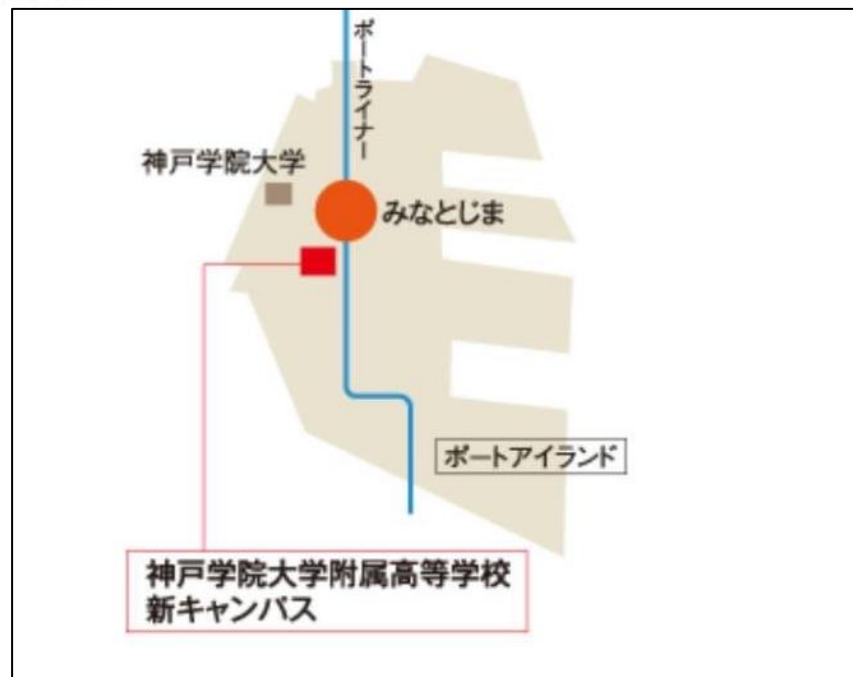 ポートライナー
神戸学院大学
みなとじま
ポートアイランド
神戸学院大学附属高等学校
新キャンパス